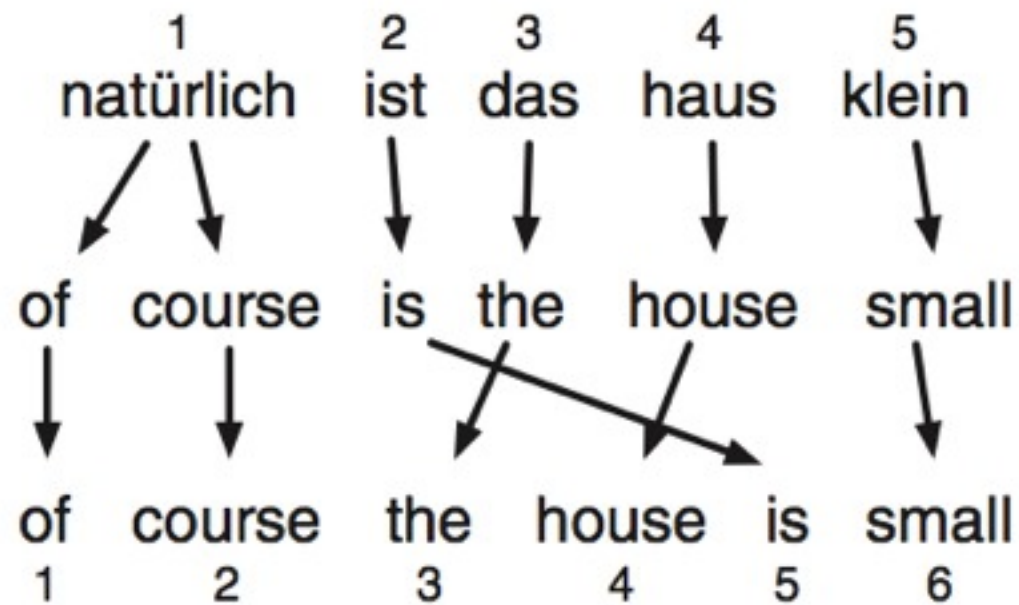 1 2 3 4 5
natürlich ist das haus klein
of course is the house small
of course the house is small
1 2 3 4 5 6